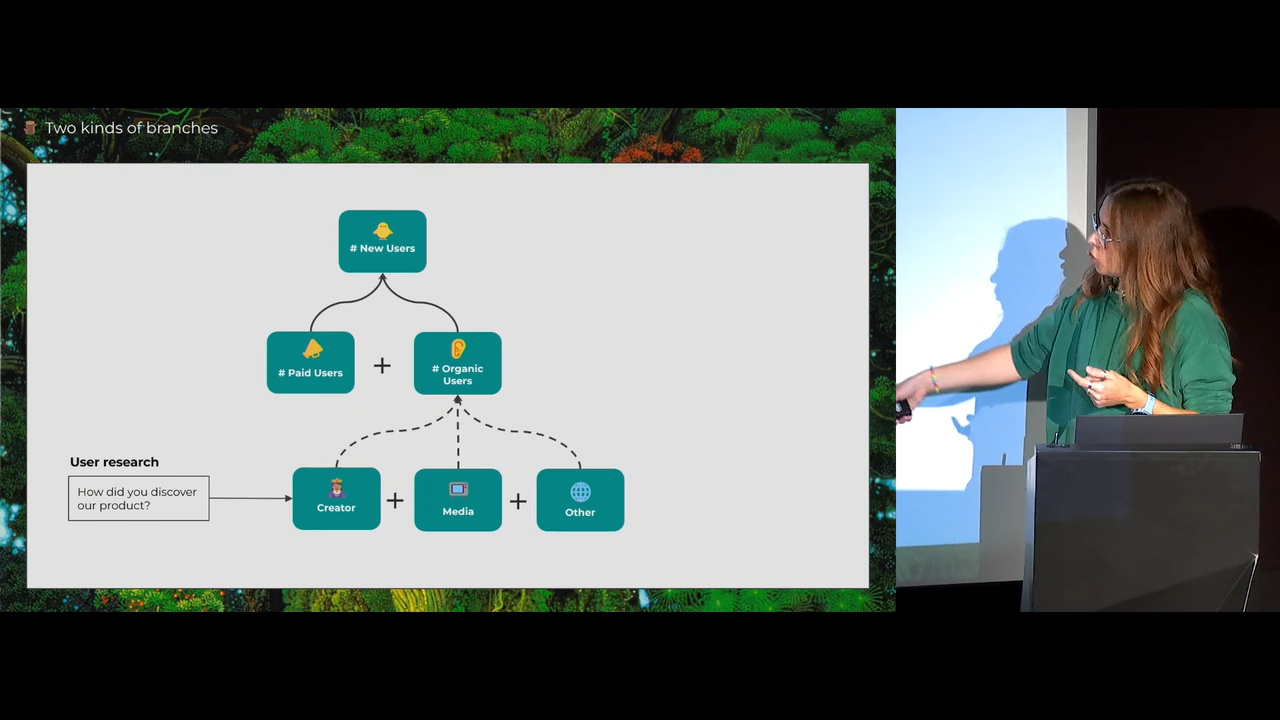 Two kinds of branches
# New Users
# Paid Users
+
# Organic
Users
User research
How did you discover
our product?
Creator
+
Media
+
Other